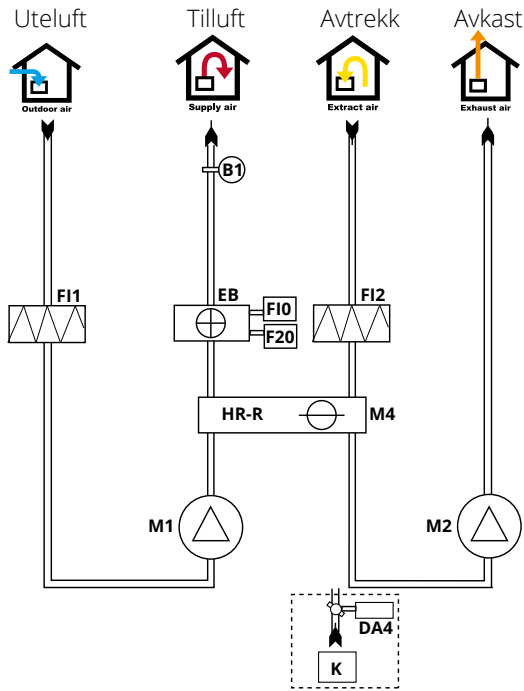 Uteluft Tilluft Avtrekk Avkast
Outdoor air Supply air Extract air Exhaust air
B1
FI1 EB FI0 FI2
F20
HR-R M4
M1 M2
DA4
K